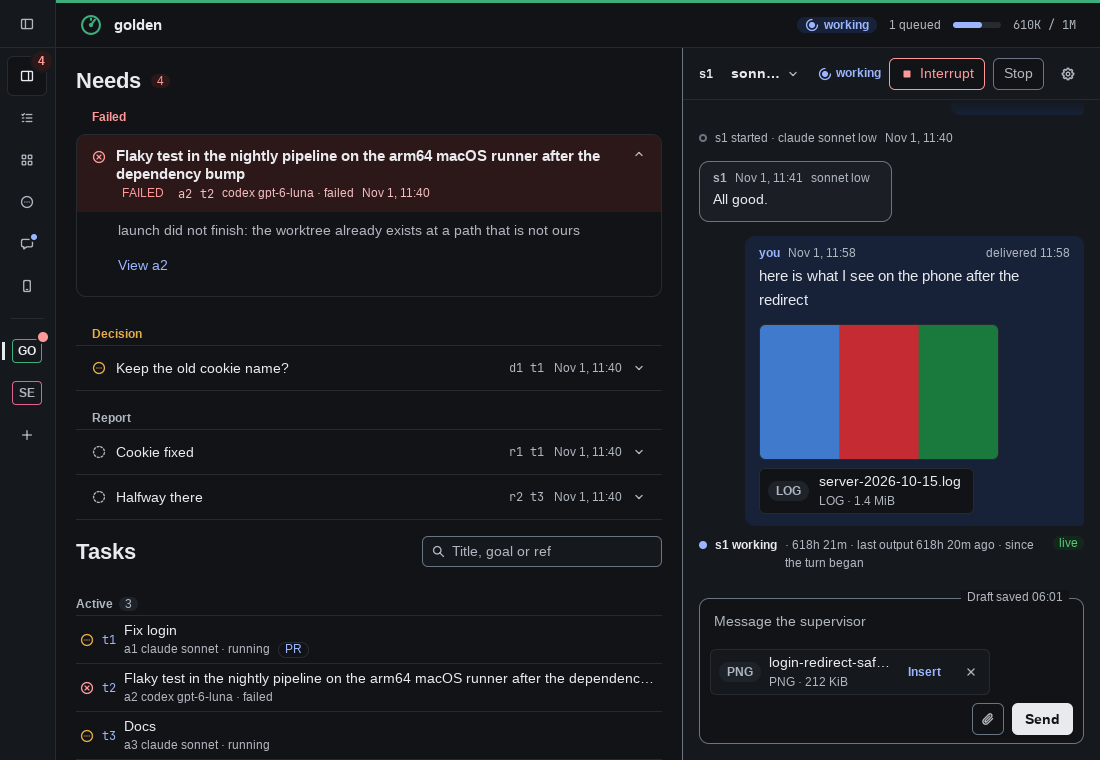 golden
working
1 queued
610K / 1M
4
GO
SE
Needs 4
Failed
Flaky test in the nightly pipeline on the arm64 macOS runner after the
dependency bump
FAILED a2 t2 codex gpt-6-luna · failed Nov 1, 11:40
launch did not finish: the worktree already exists at a path that is not ours
View a2
Decision
Keep the old cookie name? d1 t1 Nov 1, 11:40
Report
Cookie fixed r1 t1 Nov 1, 11:40
Halfway there r2 t3 Nov 1, 11:40
Tasks
Title, goal or ref
Active 3
t1 Fix login
a1 claude sonnet · running PR
t2 Flaky test in the nightly pipeline on the arm64 macOS runner after the dependenc…
a2 codex gpt-6-luna · failed
t3 Docs
a3 claude sonnet · running
s1 sonn… working Interrupt Stop
s1 started · claude sonnet low Nov 1, 11:40
s1 Nov 1, 11:41 sonnet low
All good.
you Nov 1, 11:58 delivered 11:58
here is what I see on the phone after the
redirect
LOG server-2026-10-15.log
LOG · 1.4 MiB
s1 working · 618h 21m · last output 618h 20m ago · since live
the turn began
Draft saved 06:01
Message the supervisor
PNG login-redirect-saf… Insert
PNG · 212 KiB
Send